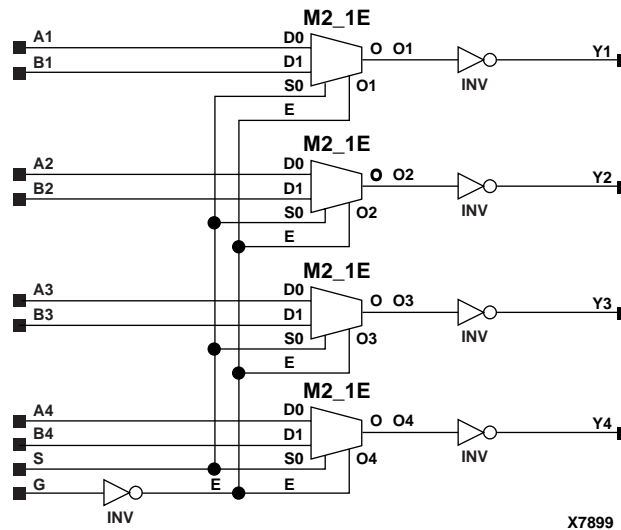 M2_1E
A1 D0 O O1 Y1
B1 D1
S0 O1 INV
E
M2_1E
A2 D0 O O2 Y2
B2 D1
S0 O2 INV
E
M2_1E
A3 D0 O O3 Y3
B3 D1
S0 O3 INV
E
M2_1E
A4 D0 O O4 Y4
B4 D1
S S0 O4 INV
G E E
INV
X7899